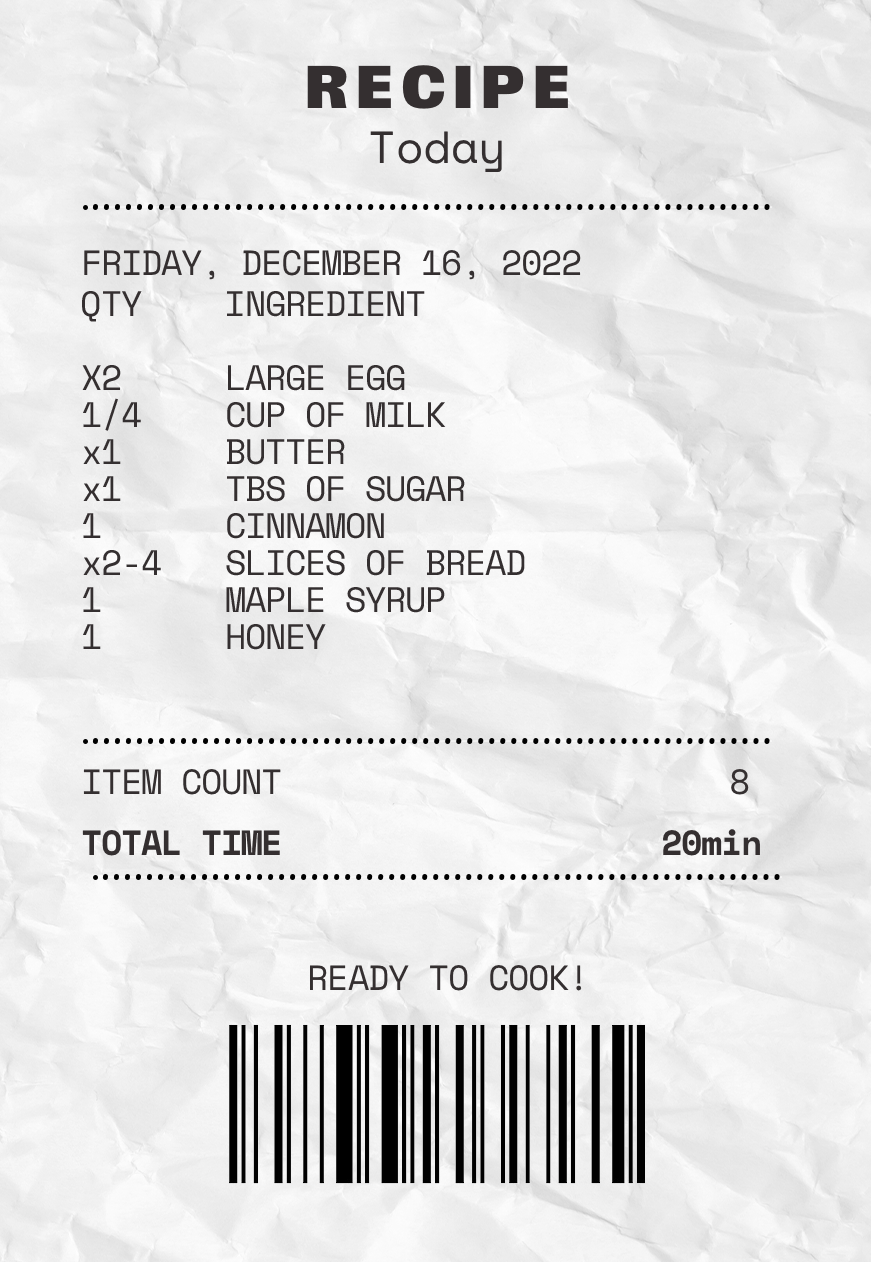 RECIPE
Today
FRIDAY, DECEMBER 16, 2022
QTY INGREDIENT
X2 LARGE EGG
1/4 CUP OF MILK
x1 BUTTER
x1 TBS OF SUGAR
1 CINNAMON
x2-4 SLICES OF BREAD
1 MAPLE SYRUP
1 HONEY
ITEM COUNT 8
TOTAL TIME 20min
READY TO COOK!